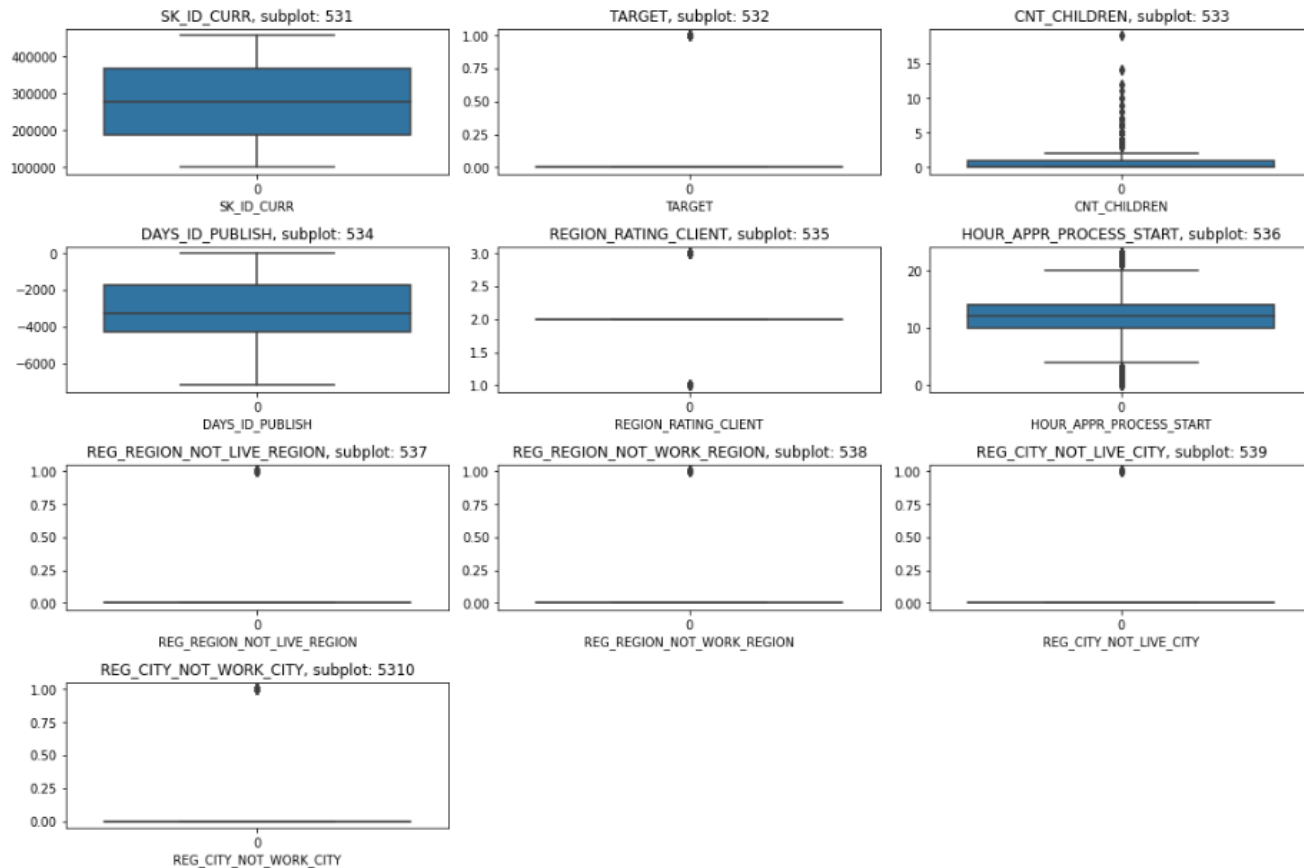 SK_ID_CURR, subplot: 531
400000
300000
200000
100000
0
SK_ID_CURR
TARGET, subplot: 532
1.00
0.75
0.50
0.25
0.00
0
TARGET
CNT_CHILDREN, subplot: 533
15
10
5
0
0
CNT_CHILDREN
DAYS_ID_PUBLISH, subplot: 534
0
−2000
−4000
−6000
0
DAYS_ID_PUBLISH
REGION_RATING_CLIENT, subplot: 535
3.0
2.5
2.0
1.5
1.0
0
REGION_RATING_CLIENT
HOUR_APPR_PROCESS_START, subplot: 536
20
10
0
0
HOUR_APPR_PROCESS_START
REG_REGION_NOT_LIVE_REGION, subplot: 537
1.00
0.75
0.50
0.25
0.00
0
REG_REGION_NOT_LIVE_REGION
REG_REGION_NOT_WORK_REGION, subplot: 538
1.00
0.75
0.50
0.25
0.00
0
REG_REGION_NOT_WORK_REGION
REG_CITY_NOT_LIVE_CITY, subplot: 539
1.00
0.75
0.50
0.25
0.00
0
REG_CITY_NOT_LIVE_CITY
REG_CITY_NOT_WORK_CITY, subplot: 5310
1.00
0.75
0.50
0.25
0.00
0
REG_CITY_NOT_WORK_CITY